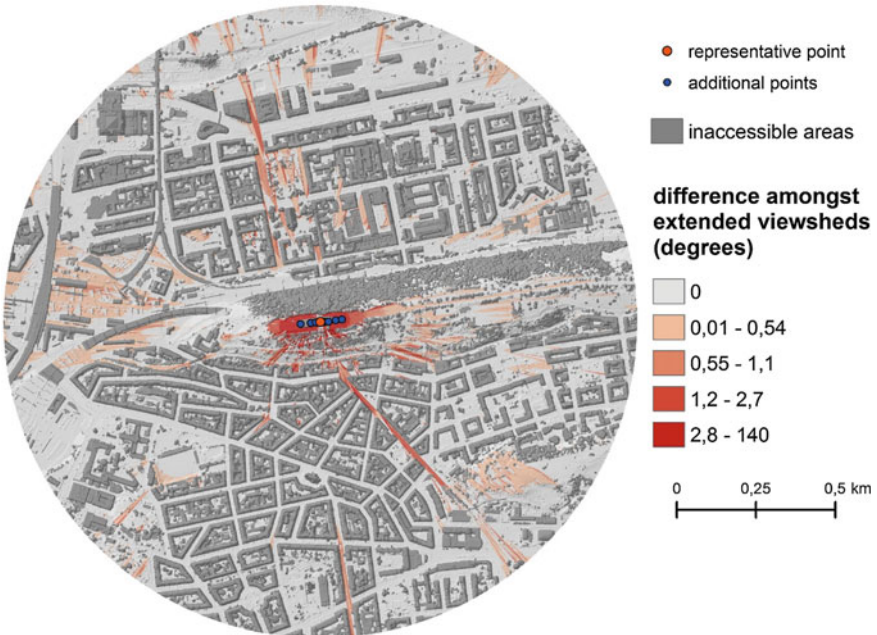 representative point
additional points
inaccessible areas
difference amongst
extended viewsheds
(degrees)
0
0,01 - 0,54
0,55 - 1,1
1,2 - 2,7
2,8 - 140
0 0,25 0,5 km